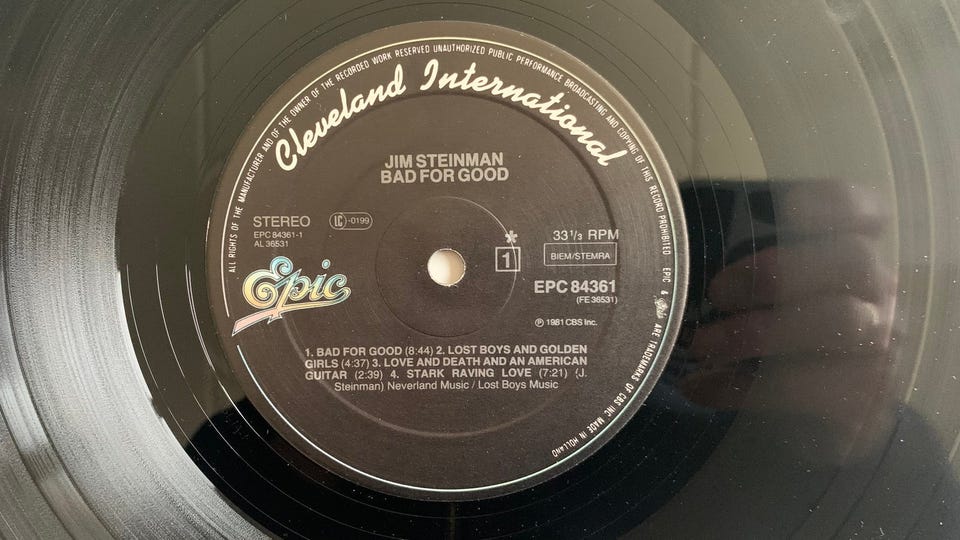 ALL RIGHTS OF THE MANUFACTURER AND OF THE OWNER OF THE RECORDED WORK RESERVED UNAUTHORIZED PUBLIC PERFORMANCE BROADCASTING AND COPYING OF THIS RECORD PROHIBITED EPIC & ARE TRADEMARKS OF CBS INC MADE IN HOLLAND
Cleveland International
JIM STEINMAN
BAD FOR GOOD
STEREO LC-0199
EPC 84361-1
AL 36531
Epic
* 33 1/3 RPM
1 BIEM/STEMRA
EPC 84361
(FE 36531)
℗ 1981 CBS Inc.
1. BAD FOR GOOD (8:44) 2. LOST BOYS AND GOLDEN
GIRLS (4:37) 3. LOVE AND DEATH AND AN AMERICAN
GUITAR (2:39) 4. STARK RAVING LOVE (7:21) (J.
Steinman) Neverland Music / Lost Boys Music